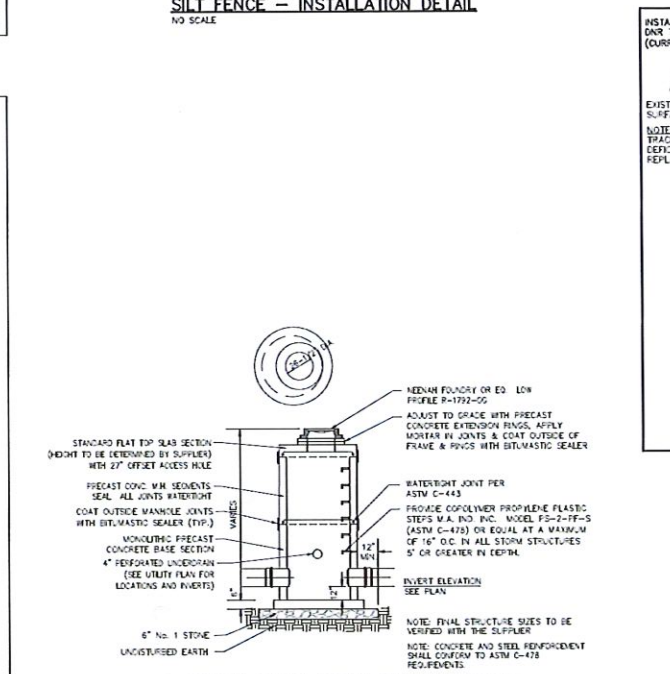 SILT FENCE – INSTALLATION DETAIL
NO SCALE
INSTA
DNR
(CURR
EXIST
SURF
NOTE
TRAC
DEFIC
REPL
26-1/2" DIA
NEENAH FOUNDRY OR EQ. LOW
PROFILE R-1792-GG
ADJUST TO GRADE WITH PRECAST
CONCRETE EXTENSION RINGS, APPLY
MORTAR IN JOINTS & COAT OUTSIDE OF
FRAME & RINGS WITH BITUMASTIC SEALER
STANDARD FLAT TOP SLAB SECTION
(HEIGHT TO BE DETERMINED BY SUPPLIER)
WITH 27" OFFSET ACCESS HOLE
PRECAST CONC. M.H. SEGMENTS
SEAL ALL JOINTS WATERTIGHT
COAT OUTSIDE MANHOLE JOINTS
WITH BITUMASTIC SEALER (TYP.)
MONOLITHIC PRECAST
CONCRETE BASE SECTION
4" PERFORATED UNDERDRAIN
(SEE UTILITY PLAN FOR
LOCATIONS AND INVERTS)
VARIES
6"
WATERTIGHT JOINT PER
ASTM C-443
PROVIDE COPOLYMER PROPYLENE PLASTIC
STEPS M.A. IND. INC. MODEL PS-2-PF-S
(ASTM C-478) OR EQUAL AT A MAXIMUM
OF 16" O.C. IN ALL STORM STRUCTURES
5' OR GREATER IN DEPTH.
12"
MIN.
12"
INVERT ELEVATION
SEE PLAN
6" No. 1 STONE
UNDISTURBED EARTH
NOTE: FINAL STRUCTURE SIZES TO BE
VERIFIED WITH THE SUPPLIER
NOTE: CONCRETE AND STEEL REINFORCEMENT
SHALL CONFORM TO ASTM C-478
REQUIREMENTS.